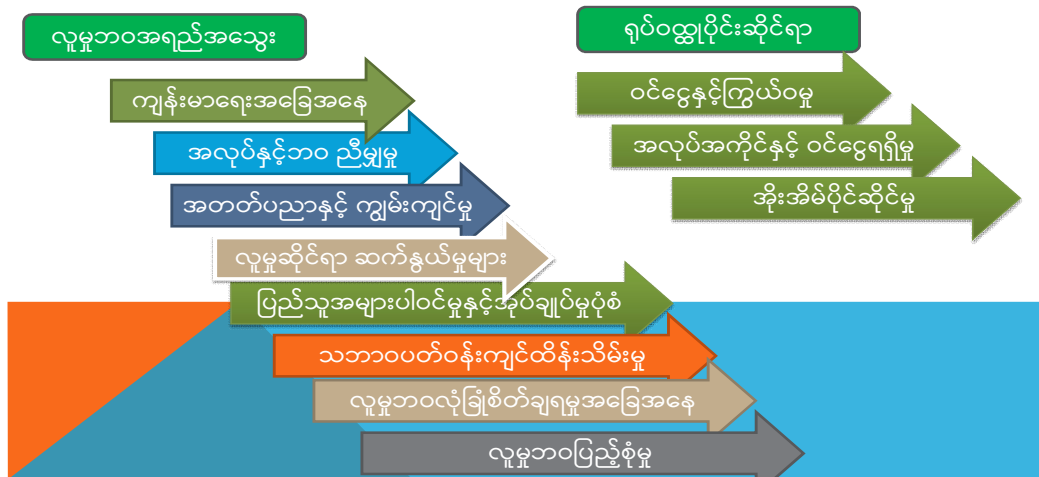 လူမှုဘဝအရည်အသွေး
ကျန်းမာရေးအခြေအနေ
အလုပ်နှင့်ဘဝ ညီမျှမှု
အတတ်ပညာနှင့် ကျွမ်းကျင်မှု
လူမှုဆိုင်ရာ ဆက်နွယ်မှုများ
ပြည်သူအများပါဝင်မှုနှင့်အုပ်ချုပ်မှုပုံစံ
သဘာဝပတ်ဝန်းကျင်ထိန်းသိမ်းမှု
လူမှုဘဝလုံခြုံစိတ်ချရမှုအခြေအနေ
လူမှုဘဝပြည့်စုံမှု
ရုပ်ဝထ္ထုပိုင်းဆိုင်ရာ
ဝင်ငွေနှင့်ကြွယ်ဝမှု
အလုပ်အကိုင်နှင့် ဝင်ငွေရရှိမှု
အိုးအိမ်ပိုင်ဆိုင်မှု